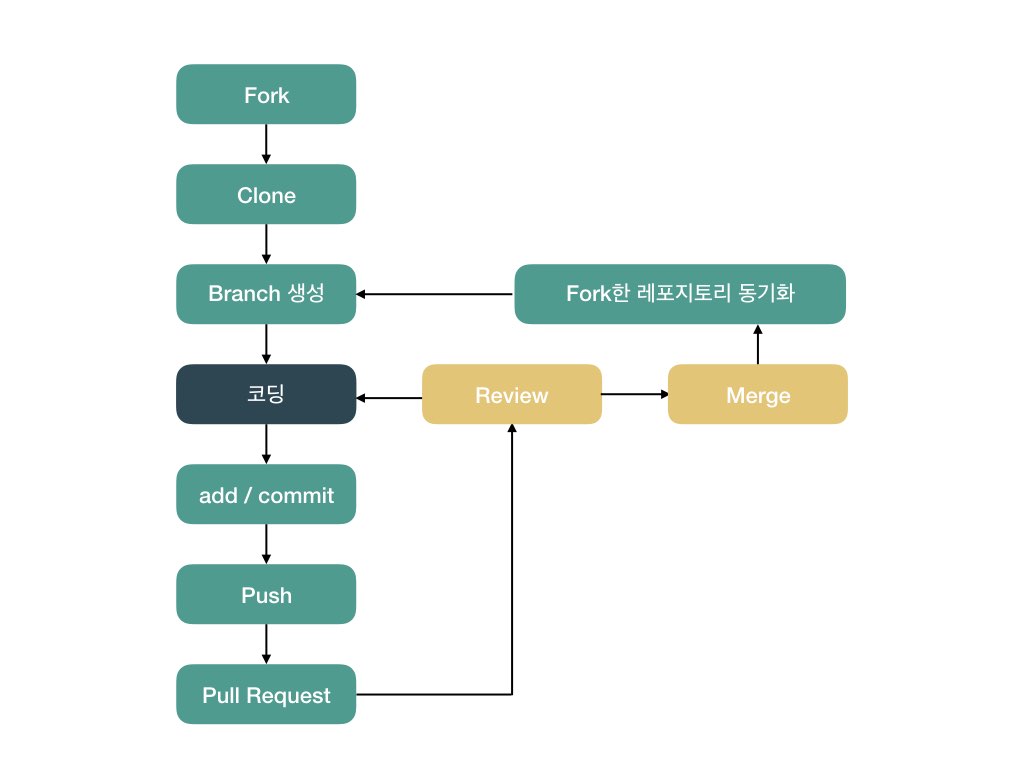 Fork
Clone
Branch 생성
Fork한 레포지토리 동기화
코딩
Review
Merge
add / commit
Push
Pull Request